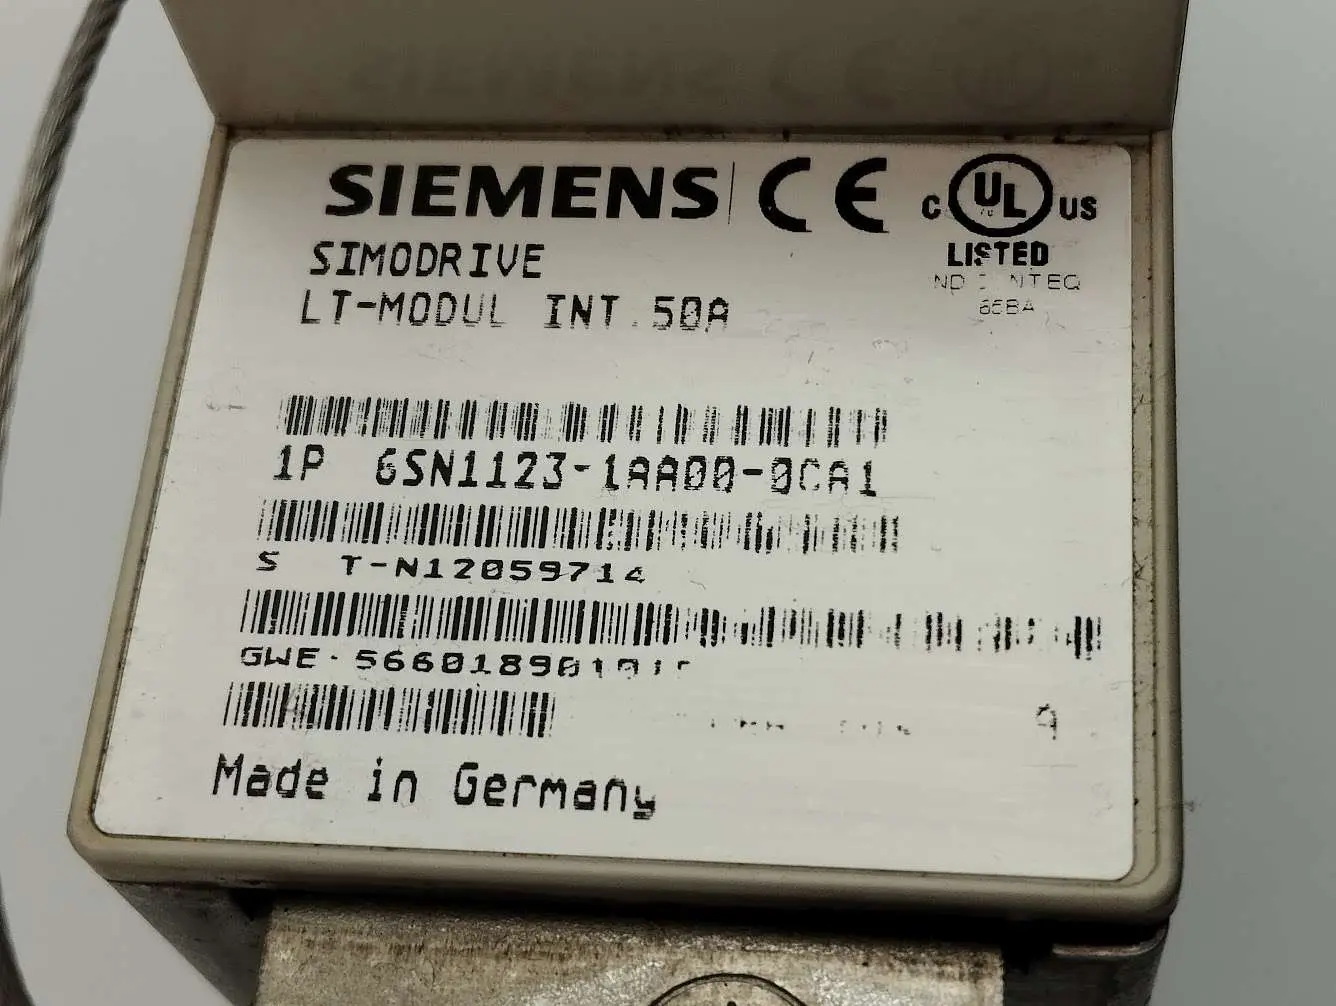 SIEMENS CE
C UL US
LISTED
SIMODRIVE
LT-MODUL INT.50A
1P 6SN1123-1AA00-0CA1
S T-N12059714
Made in Germany